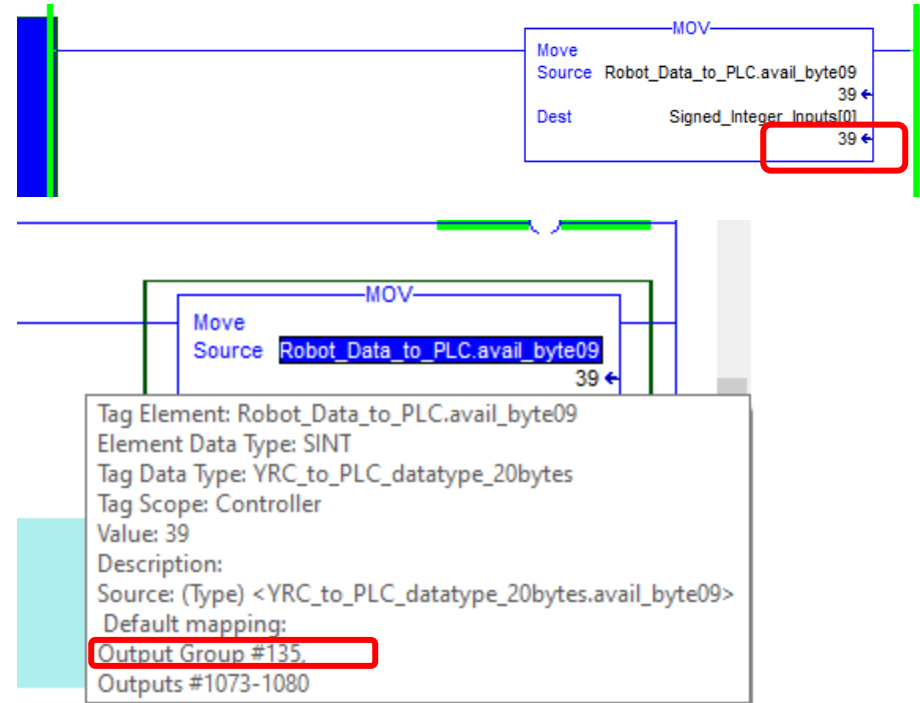 MOV
Move
Source Robot_Data_to_PLC.avail_byte09
39
Dest Signed_Integer_Inputs[0]
39
MOV
Move
Source Robot_Data_to_PLC.avail_byte09
39
Tag Element: Robot_Data_to_PLC.avail_byte09
Element Data Type: SINT
Tag Data Type: YRC_to_PLC_datatype_20bytes
Tag Scope: Controller
Value: 39
Description:
Source: (Type) <YRC_to_PLC_datatype_20bytes.avail_byte09>
Default mapping:
Output Group #135,
Outputs #1073-1080